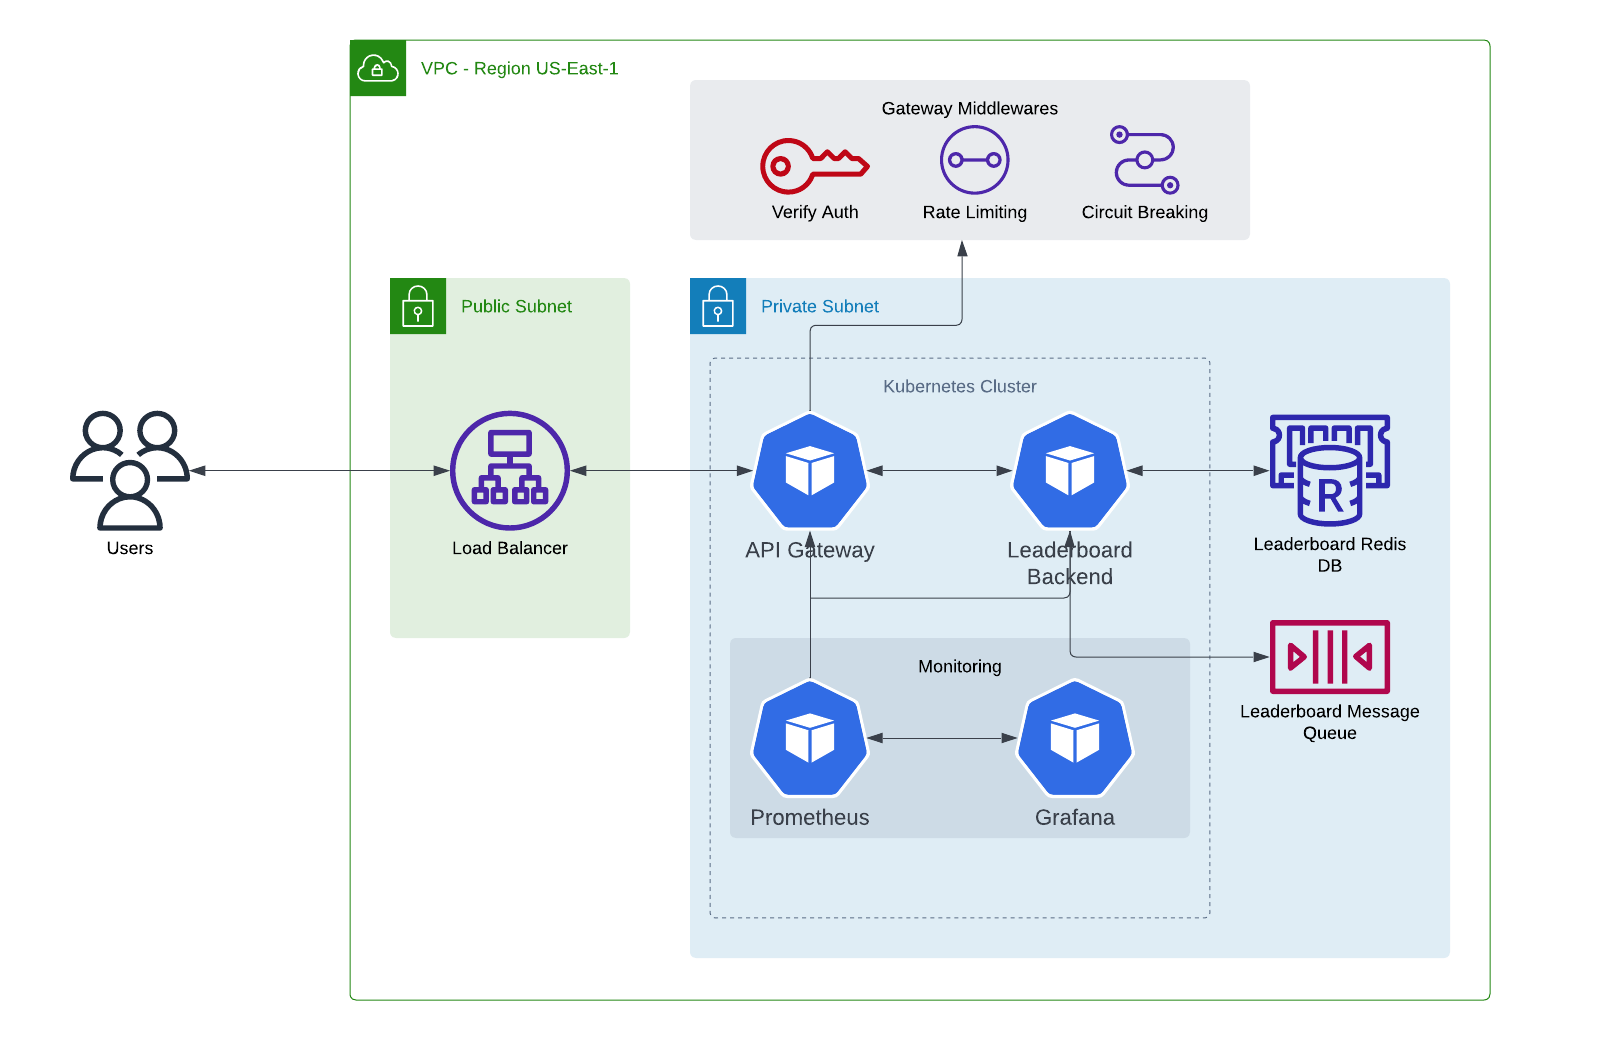 VPC - Region US-East-1
Gateway Middlewares
Verify Auth
Rate Limiting
Circuit Breaking
Public Subnet
Private Subnet
Kubernetes Cluster
Users
Load Balancer
API Gateway
Leaderboard
Backend
R
Leaderboard Redis
DB
Monitoring
Leaderboard Message
Queue
Prometheus
Grafana